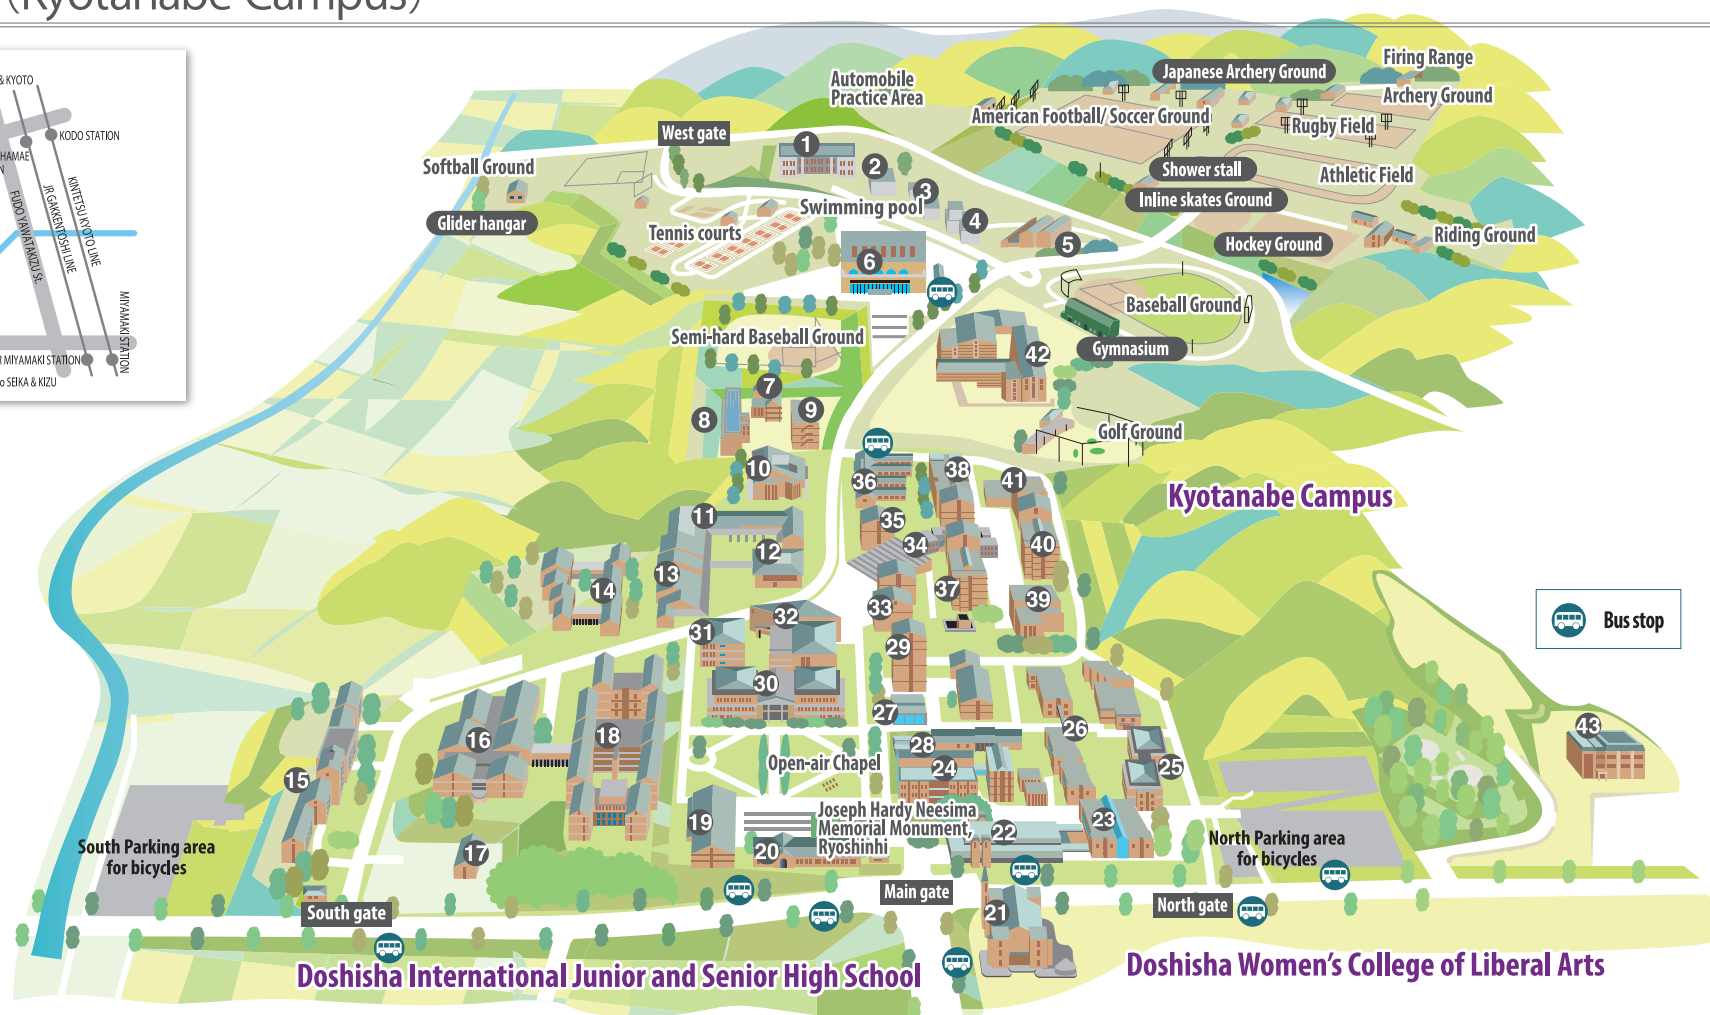 (Kyotanabe Campus)
& KYOTO
KODO STATION
HAMAE
N
FUDO YAWATAKIZU St.
JR GAKKENTOSHI LINE
KINTETSU KYOTO LINE
MIYAMAKI STATION
R MIYAMAKI STATION
o SEIKA & KIZU
Automobile
Practice Area
Japanese Archery Ground
Firing Range
Archery Ground
American Football/ Soccer Ground
Rugby Field
West gate
Softball Ground
Shower stall
Athletic Field
Inline skates Ground
Glider hangar
Swimming pool
Tennis courts
Hockey Ground
Riding Ground
Baseball Ground
Semi-hard Baseball Ground
Gymnasium
Golf Ground
Kyotanabe Campus
Bus stop
Open-air Chapel
Joseph Hardy Neesima
Memorial Monument,
Ryoshinhi
South Parking area
for bicycles
North Parking area
for bicycles
South gate
Main gate
North gate
Doshisha International Junior and Senior High School
Doshisha Women's College of Liberal Arts
1
2
3
4
5
6
7
8
9
10
11
12
13
14
15
16
17
18
19
20
21
22
23
24
25
26
27
28
29
30
31
32
33
34
35
36
37
38
39
40
41
42
43